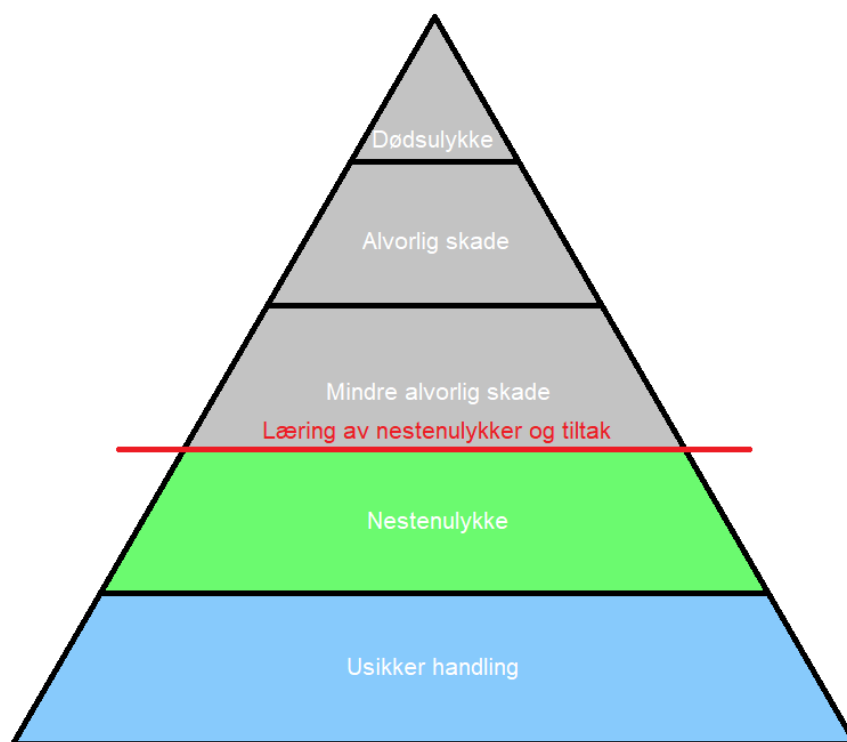 Dødsulykke
Alvorlig skade
Mindre alvorlig skade
Læring av nestenulykker og tiltak
Nestenulykke
Usikker handling